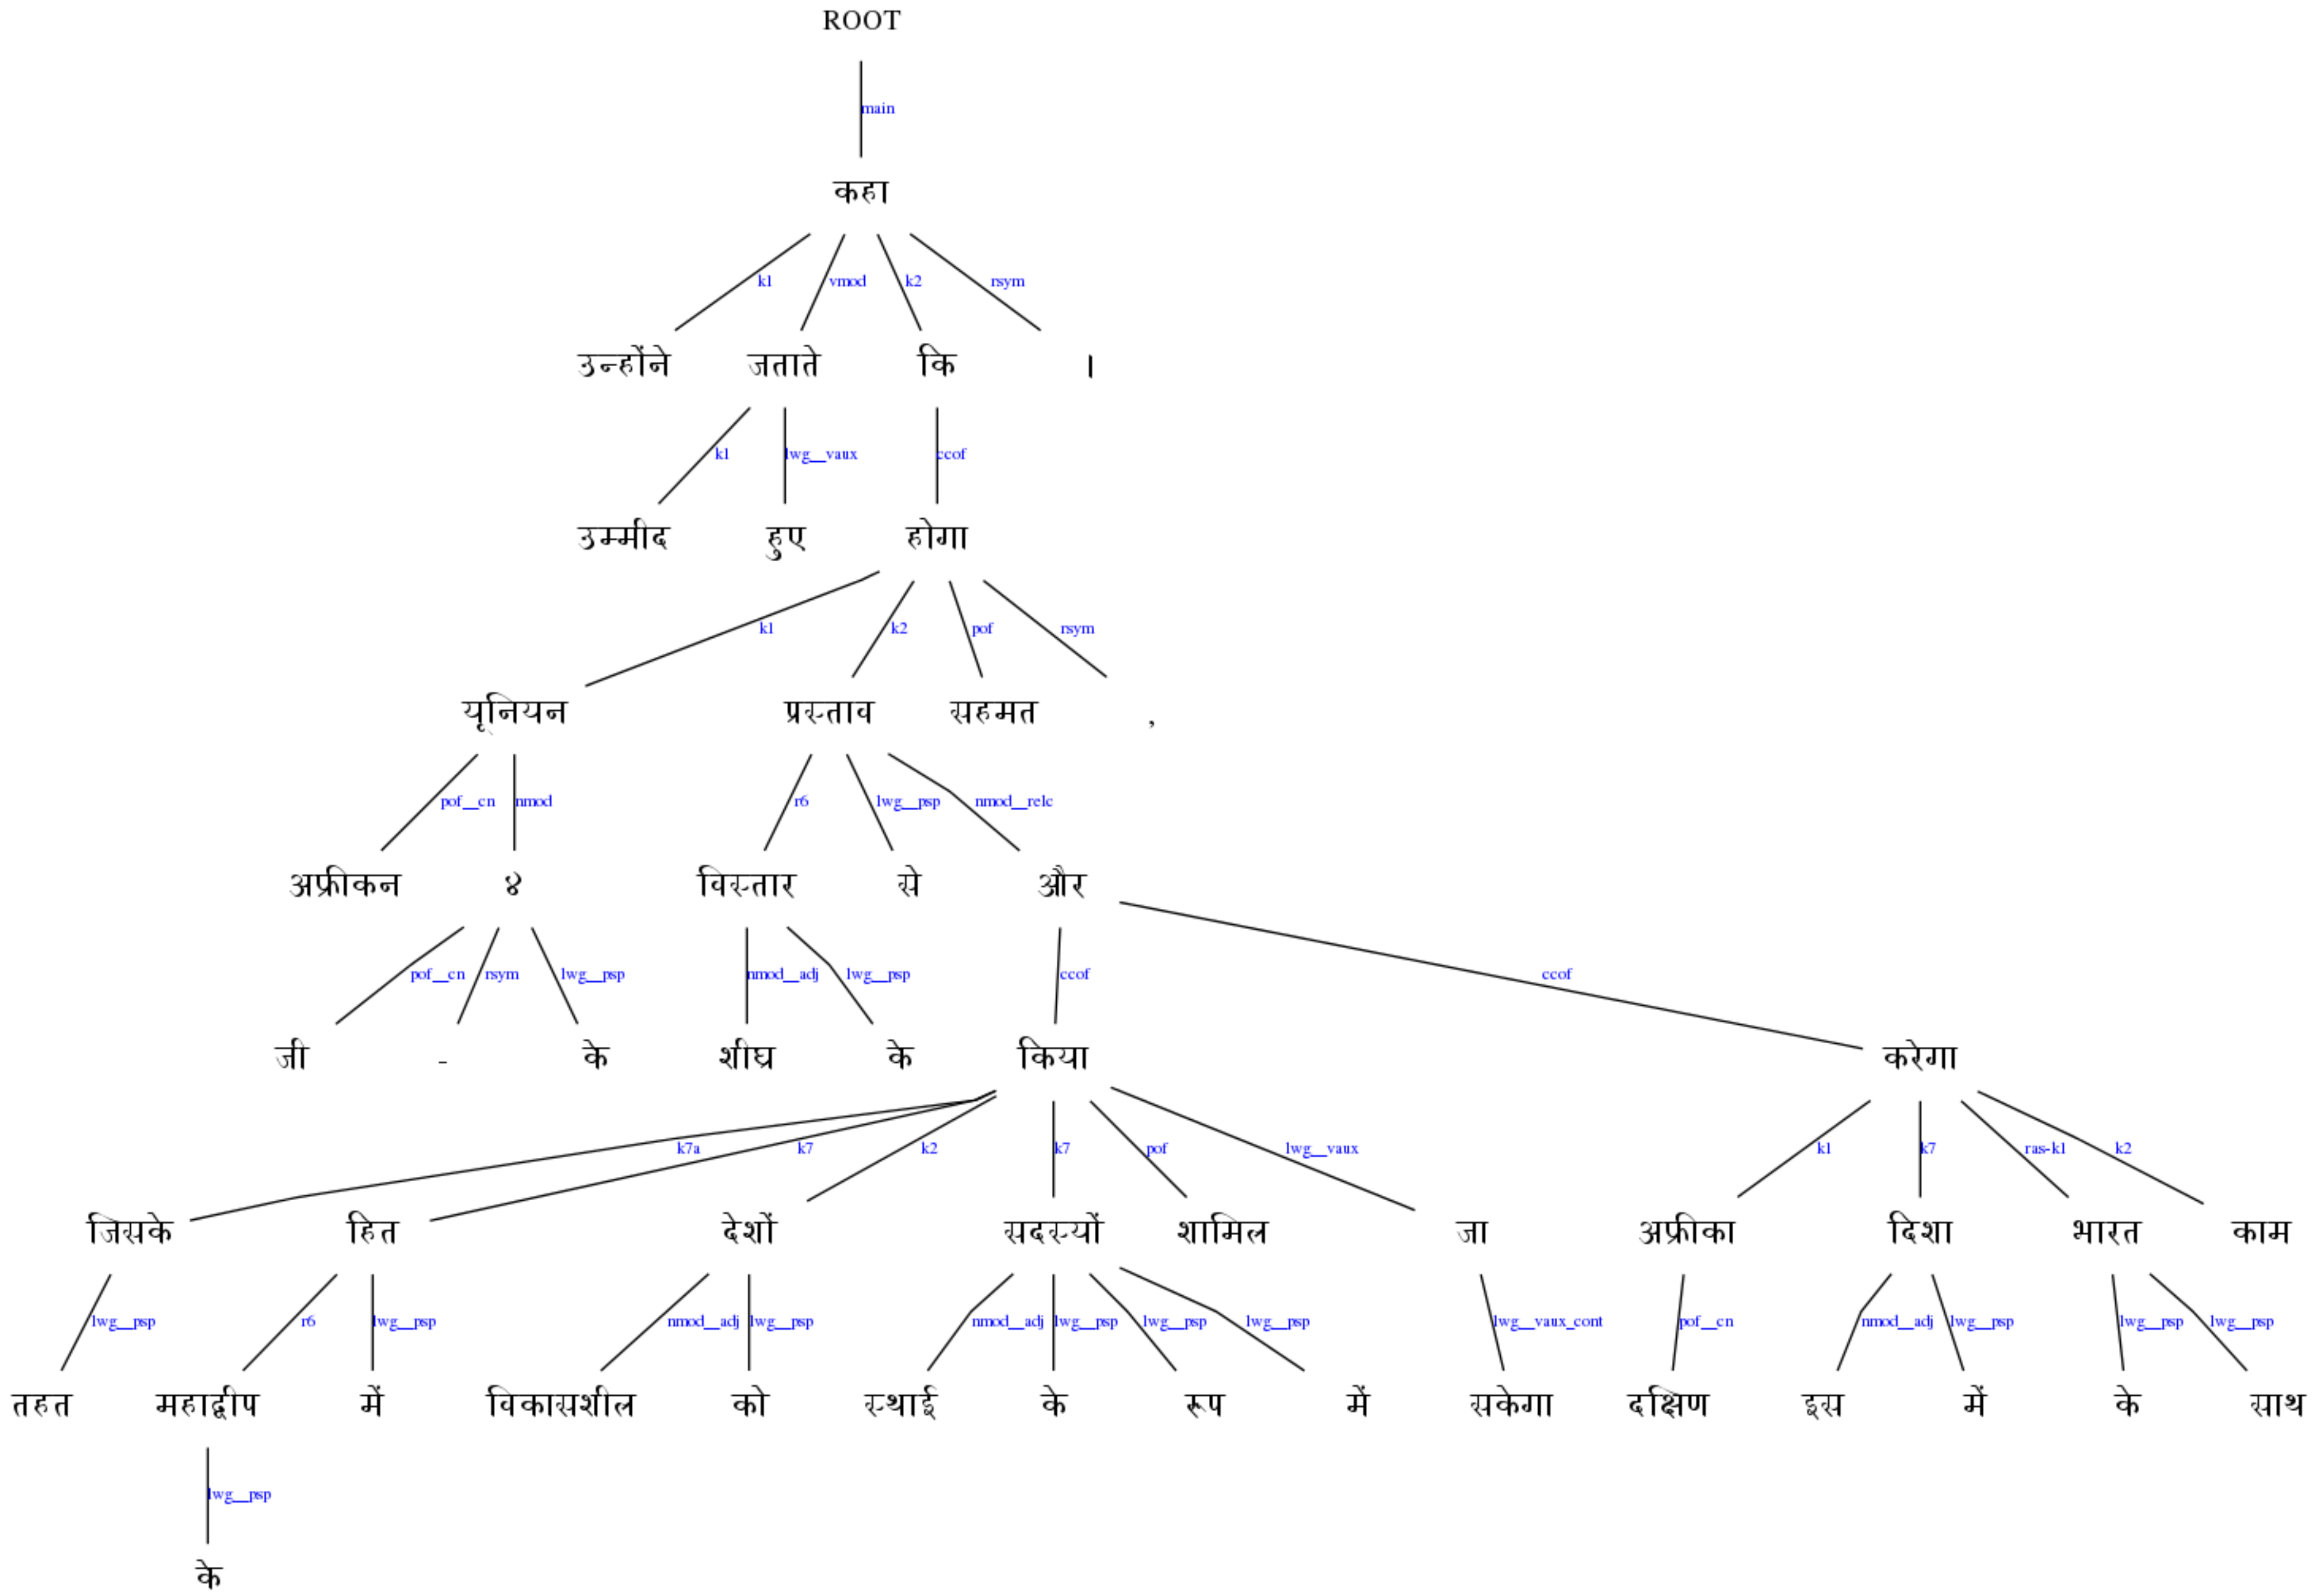 ROOT
main
कहा
k1 vmod k2 rsym
उन्होंने जताते कि ।
k1 lwg__vaux ccof
उम्मीद हुए होगा
k1 k2 pof rsym
यूनियन प्रस्ताव सहमत ,
pof__cn nmod r6 lwg__psp nmod__relc
अफ्रीकन ४ विस्तार से और
pof__cn rsym lwg__psp nmod__adj lwg__psp ccof ccof
जी - के शीघ्र के किया करेगा
k7a k7 k2 k7 pof lwg__vaux k1 k7 ras-k1 k2
जिसके हित देशों सदस्यों शामिल जा अफ्रीका दिशा भारत काम
lwg__psp r6 lwg__psp nmod__adj lwg__psp nmod__adj lwg__psp lwg__psp lwg__psp lwg__vaux_cont pof__cn nmod__adj lwg__psp lwg__psp lwg__psp
तहत महाद्वीप में विकासशील को स्थाई के रूप में सकेगा दक्षिण इस में के साथ
lwg__psp
के